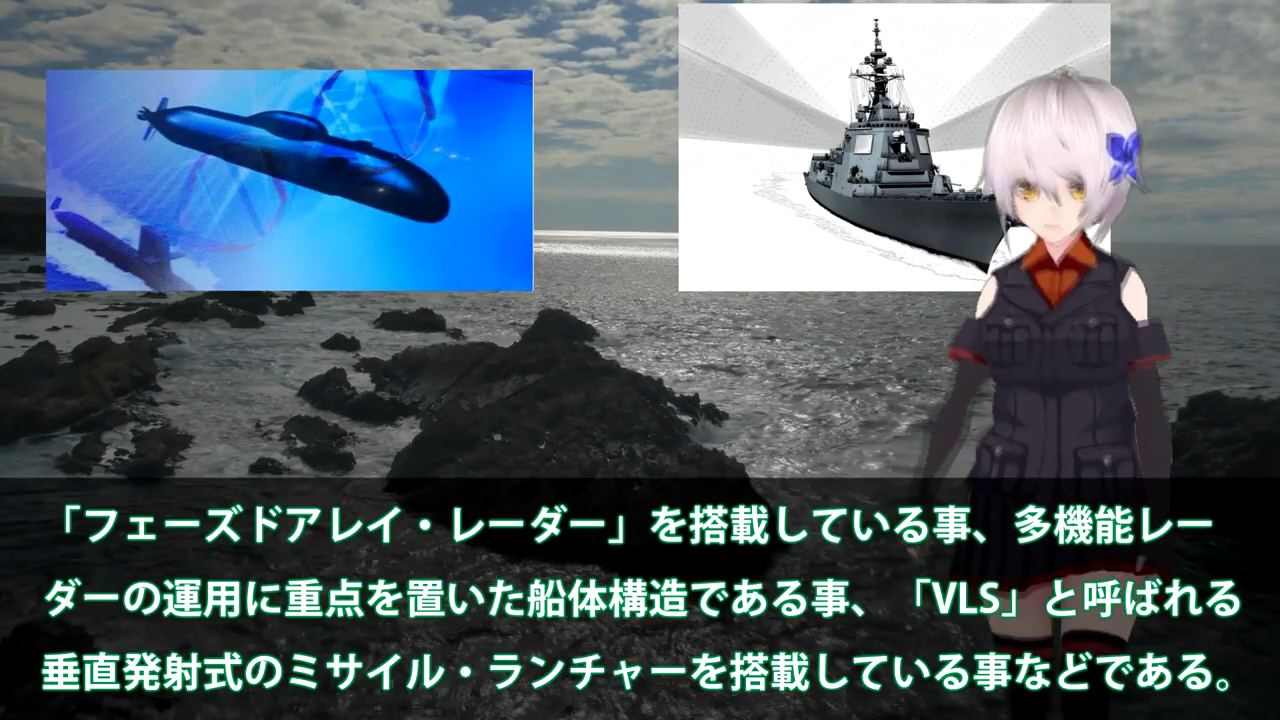 「フェーズドアレイ・レーダー」を搭載している事、多機能レー
ダーの運用に重点を置いた船体構造である事、「VLS」と呼ばれる
垂直発射式のミサイル・ランチャーを搭載している事などである。